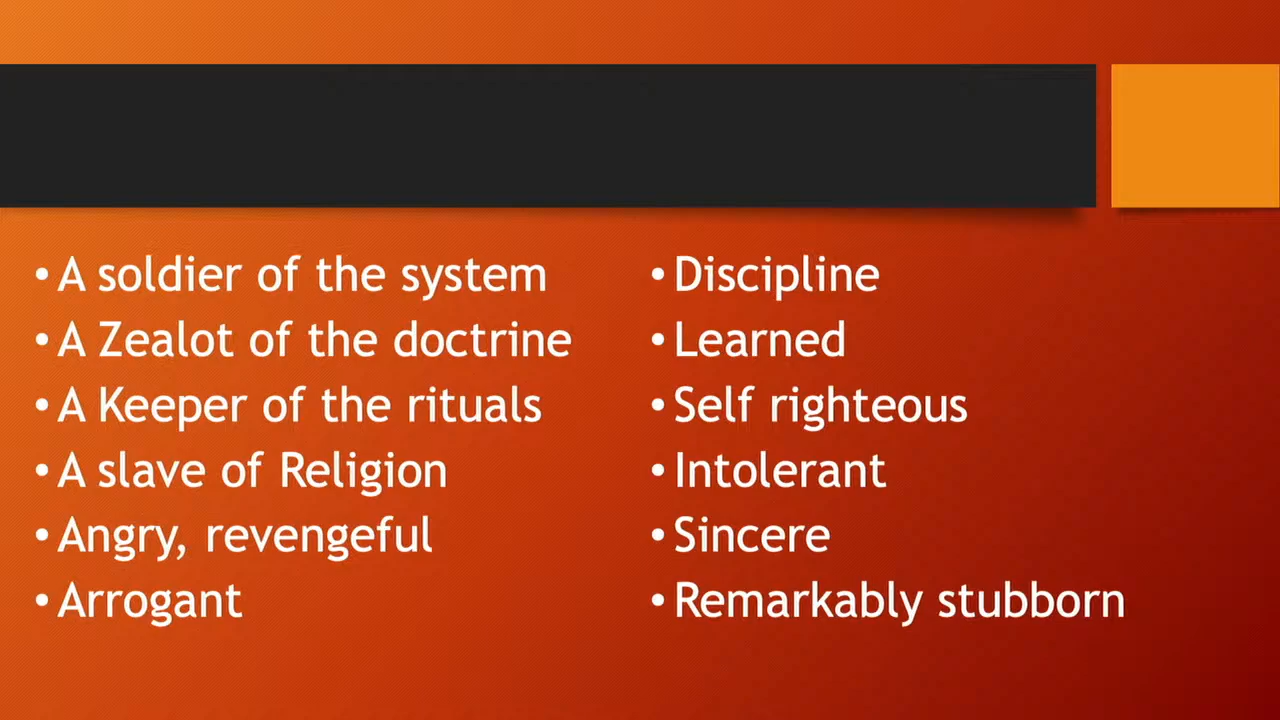 • A soldier of the system
• A Zealot of the doctrine
• A Keeper of the rituals
• A slave of Religion
• Angry, revengeful
• Arrogant
• Discipline
• Learned
• Self righteous
• Intolerant
• Sincere
• Remarkably stubborn